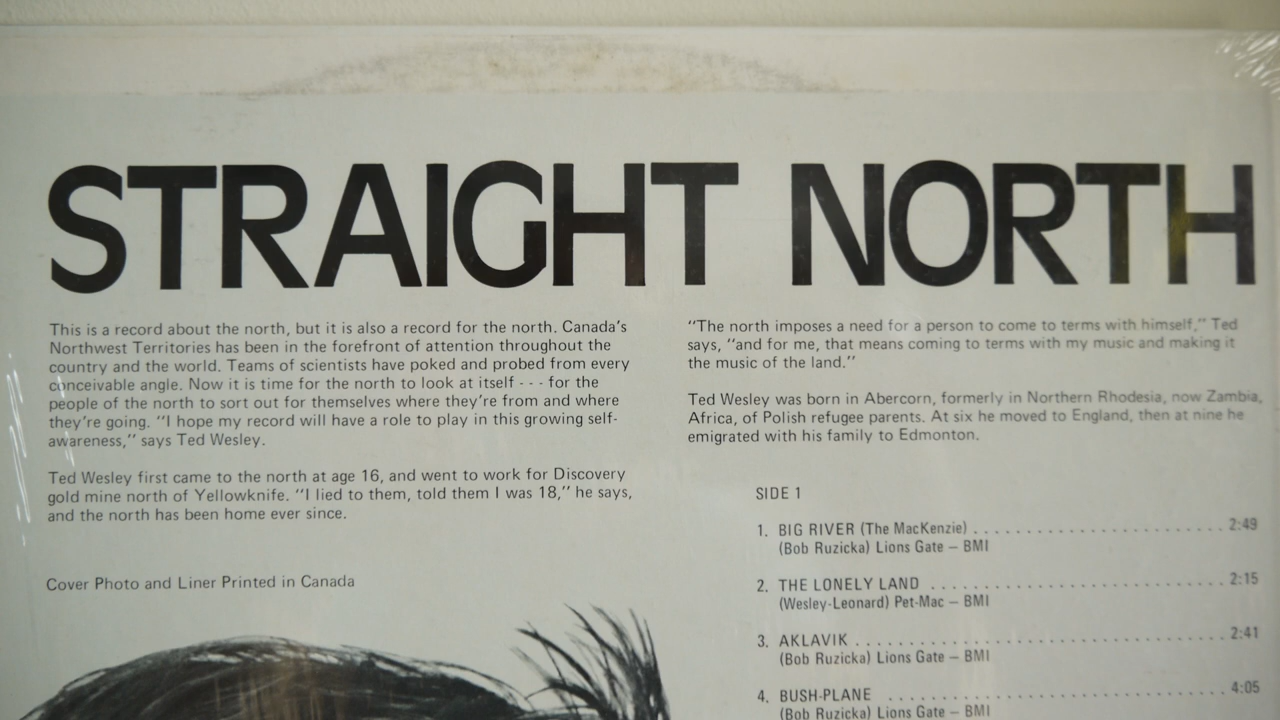 STRAIGHT NORTH
This is a record about the north, but it is also a record for the north. Canada's
Northwest Territories has been in the forefront of attention throughout the
country and the world. Teams of scientists have poked and probed from every
conceivable angle. Now it is time for the north to look at itself - - - for the
people of the north to sort out for themselves where they're from and where
they're going. "I hope my record will have a role to play in this growing self-
awareness," says Ted Wesley.
Ted Wesley first came to the north at age 16, and went to work for Discovery
gold mine north of Yellowknife. "I lied to them, told them I was 18," he says,
and the north has been home ever since.
Cover Photo and Liner Printed in Canada
"The north imposes a need for a person to come to terms with himself," Ted
says, "and for me, that means coming to terms with my music and making it
the music of the land."
Ted Wesley was born in Abercorn, formerly in Northern Rhodesia, now Zambia,
Africa, of Polish refugee parents. At six he moved to England, then at nine he
emigrated with his family to Edmonton.
SIDE 1
1. BIG RIVER (The MacKenzie) . . . . . . . . . . . . . . . . . . . . . . . . . . 2:49
(Bob Ruzicka) Lions Gate – BMI
2. THE LONELY LAND . . . . . . . . . . . . . . . . . . . . . . . . . . . . . . 2:15
(Wesley-Leonard) Pet-Mac – BMI
3. AKLAVIK . . . . . . . . . . . . . . . . . . . . . . . . . . . . . . . . . . . . . 2:41
(Bob Ruzicka) Lions Gate – BMI
4. BUSH-PLANE . . . . . . . . . . . . . . . . . . . . . . . . . . . . . . . . . . 4:05
(Bob Ruzicka) Lions Gate – BMI